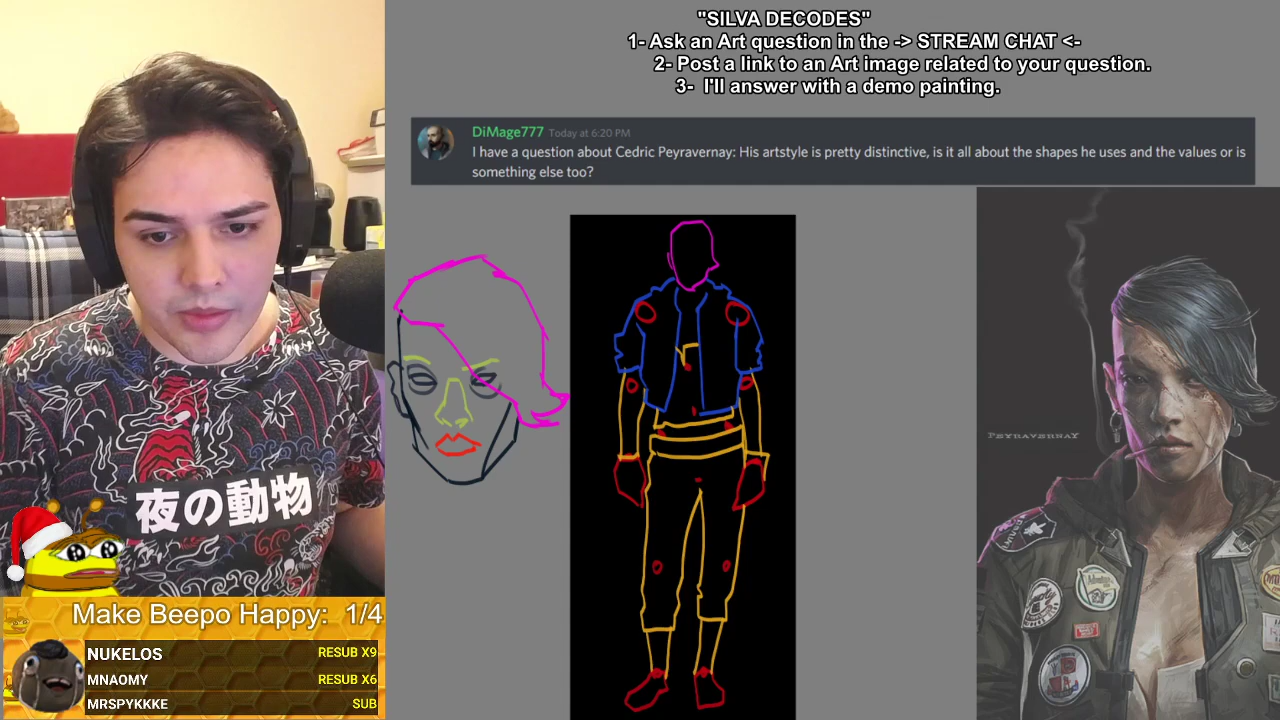 "SILVA DECODES"
1- Ask an Art question in the -> STREAM CHAT <-
2- Post a link to an Art image related to your question.
3- I'll answer with a demo painting.
DiMage777 Today at 6:20 PM
I have a question about Cedric Peyravernay: His artstyle is pretty distinctive, is it all about the shapes he uses and the values or is
something else too?
PEYRAVERNAY
夜の動物
Make Beepo Happy: 1/4
NUKELOS RESUB X9
MNAOMY RESUB X6
MRSPYKKKE SUB